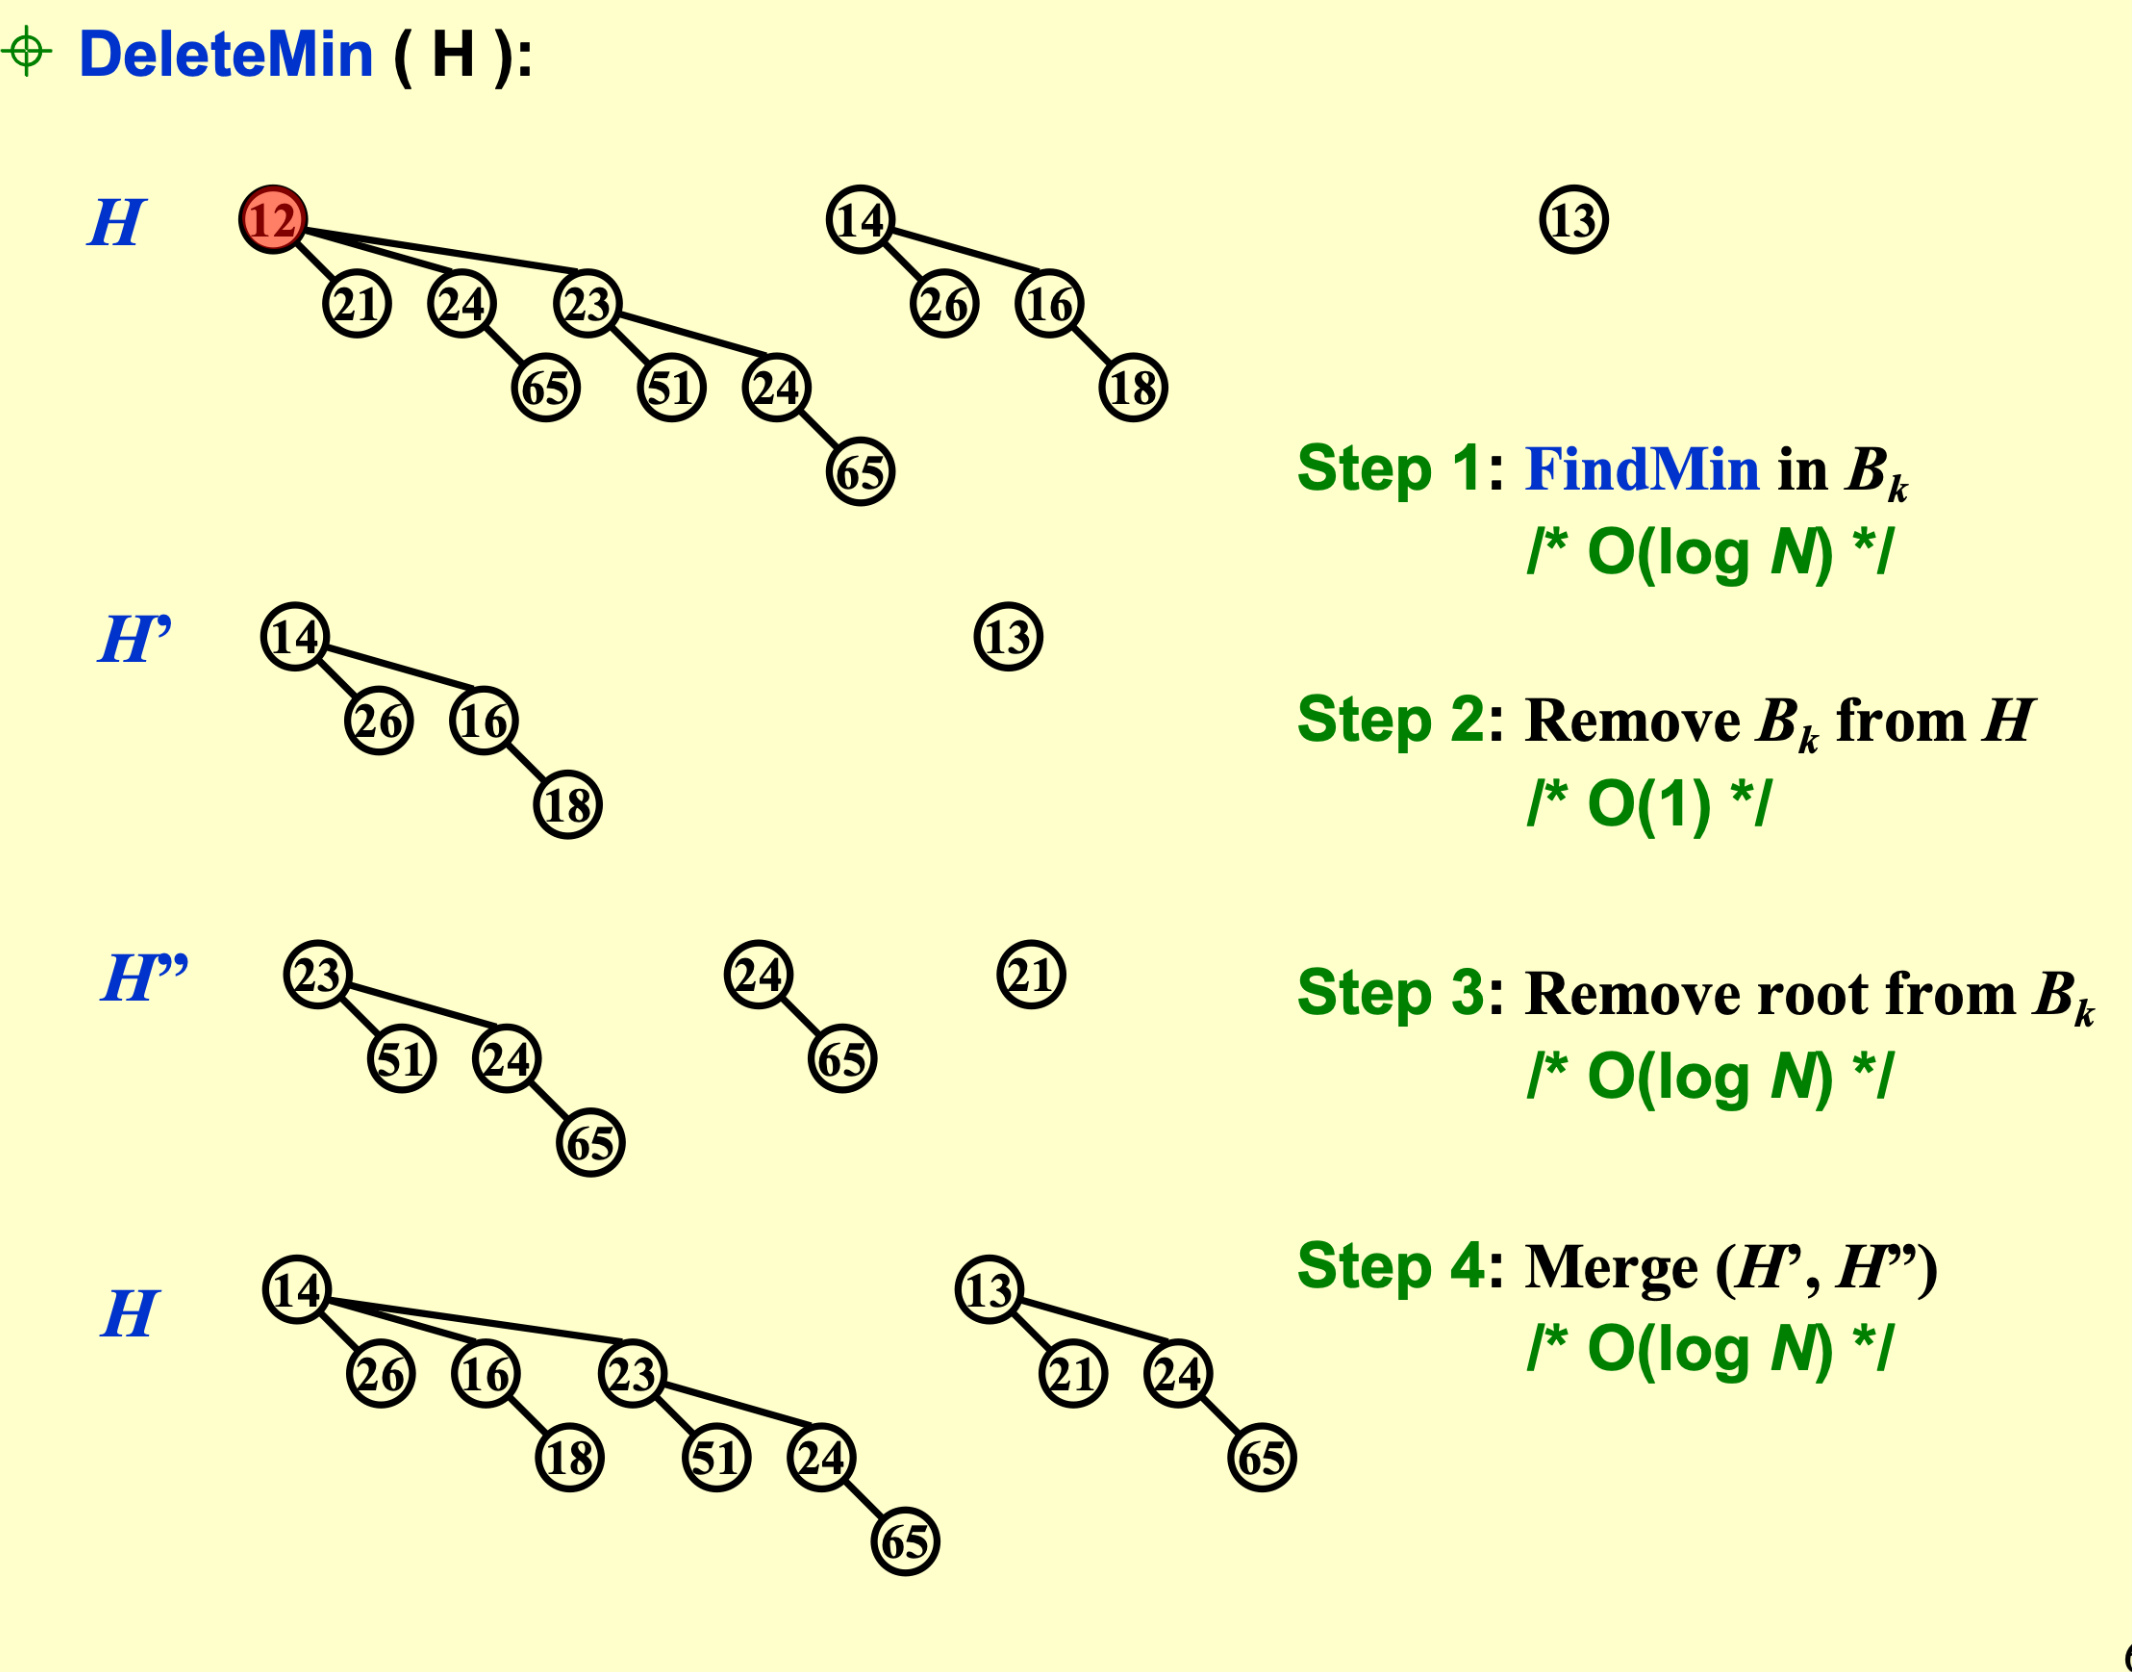 DeleteMin ( H ):
H 12 14 13
21 24 23 26 16
65 51 24 18
65
Step 1: FindMin in Bk
/* O(log N) */
H’ 14 13
26 16
18
Step 2: Remove Bk from H
/* O(1) */
H” 23 24 21
51 24 65
65
Step 3: Remove root from Bk
/* O(log N) */
H 14 13
26 16 23 21 24
18 51 24 65
65
Step 4: Merge (H’, H”)
/* O(log N) */